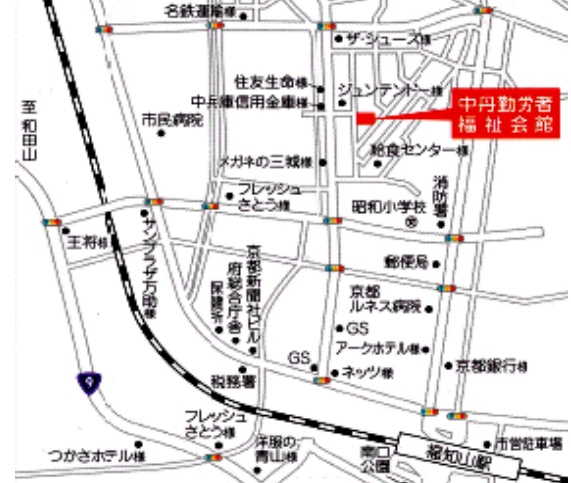 名鉄運輸様
ザ・シューズ様
住友生命様
ジュンテンドー様
中兵庫信用金庫様
中丹勤労者
福祉会館
至 和田山
市民病院
給食センター様
メガネの三城様
消防署
フレッシュ
さとう様
昭和小学校
王将様
サンプラザ万助様
京都新聞社ビル
府総合庁舎
保健所
郵便局
京都
ルネス病院
GS
アークホテル様
GS
ネッツ様
京都銀行様
税務署
9
フレッシュ
さとう様
つかさホテル様
洋服の
青山様
南口
公園
福知山駅
市営駐車場